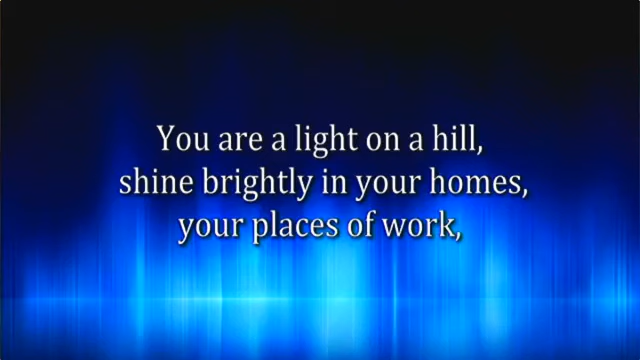 You are a light on a hill,
shine brightly in your homes,
your places of work,